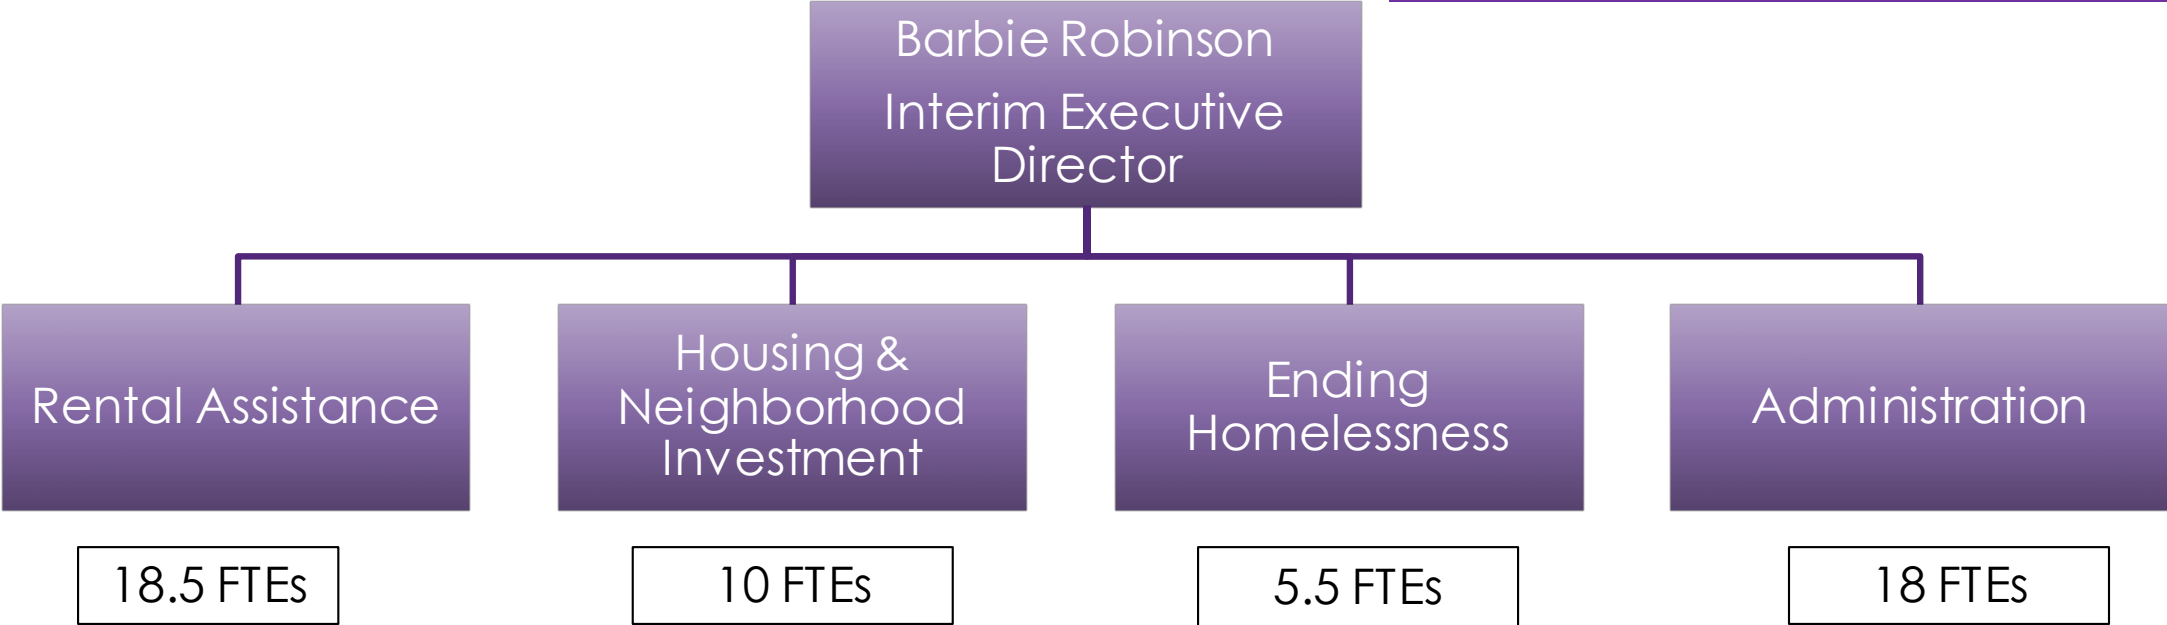 Barbie Robinson
Interim Executive
Director
Rental Assistance
Housing &
Neighborhood
Investment
Ending
Homelessness
Administration
18.5 FTEs
10 FTEs
5.5 FTEs
18 FTEs